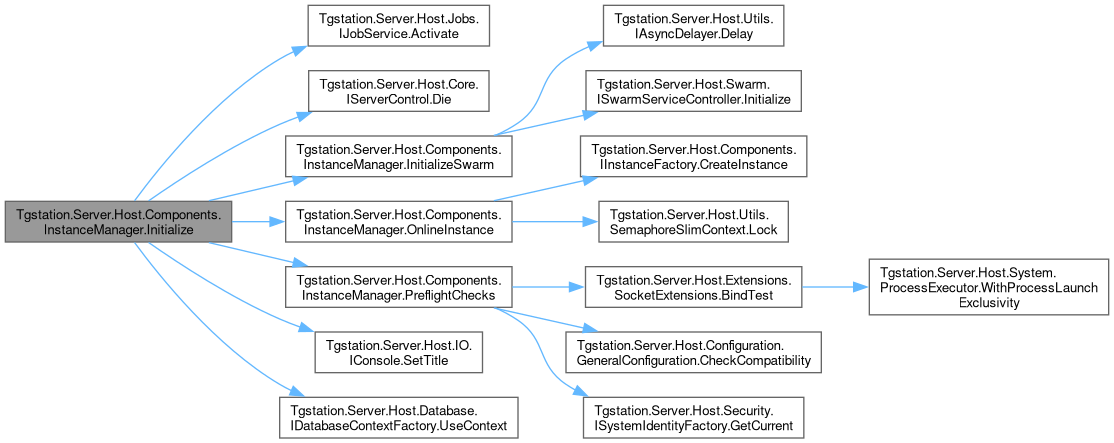 Tgstation.Server.Host.Components.
InstanceManager.Initialize
Tgstation.Server.Host.Jobs.
IJobService.Activate
Tgstation.Server.Host.Core.
IServerControl.Die
Tgstation.Server.Host.Components.
InstanceManager.InitializeSwarm
Tgstation.Server.Host.Utils.
IAsyncDelayer.Delay
Tgstation.Server.Host.Swarm.
ISwarmServiceController.Initialize
Tgstation.Server.Host.Components.
InstanceManager.OnlineInstance
Tgstation.Server.Host.Components.
IInstanceFactory.CreateInstance
Tgstation.Server.Host.Utils.
SemaphoreSlimContext.Lock
Tgstation.Server.Host.Components.
InstanceManager.PreflightChecks
Tgstation.Server.Host.Extensions.
SocketExtensions.BindTest
Tgstation.Server.Host.System.
ProcessExecutor.WithProcessLaunch
Exclusivity
Tgstation.Server.Host.Configuration.
GeneralConfiguration.CheckCompatibility
Tgstation.Server.Host.Security.
ISystemIdentityFactory.GetCurrent
Tgstation.Server.Host.IO.
IConsole.SetTitle
Tgstation.Server.Host.Database.
IDatabaseContextFactory.UseContext